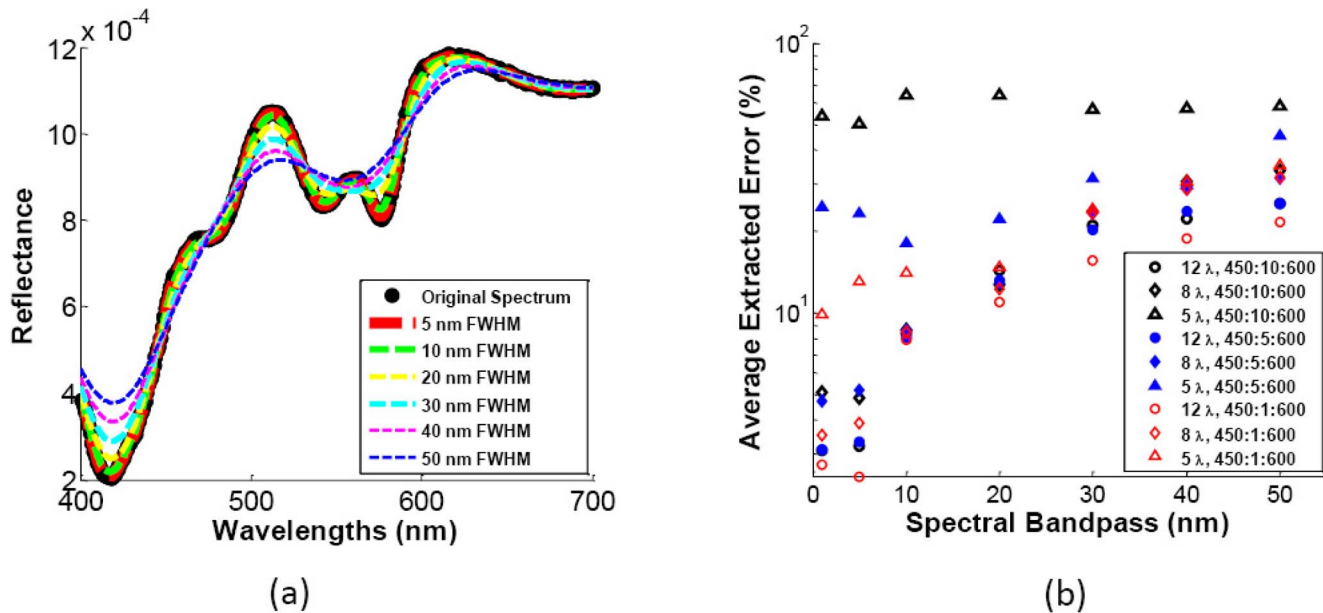 x 10⁻⁴
12
10
8
6
4
2
400
500
600
700
Reflectance
Wavelengths (nm)
Original Spectrum
5 nm FWHM
10 nm FWHM
20 nm FWHM
30 nm FWHM
40 nm FWHM
50 nm FWHM
(a)
10²
10¹
0
10
20
30
40
50
Average Extracted Error (%)
Spectral Bandpass (nm)
12 λ, 450:10:600
8 λ, 450:10:600
5 λ, 450:10:600
12 λ, 450:5:600
8 λ, 450:5:600
5 λ, 450:5:600
12 λ, 450:1:600
8 λ, 450:1:600
5 λ, 450:1:600
(b)